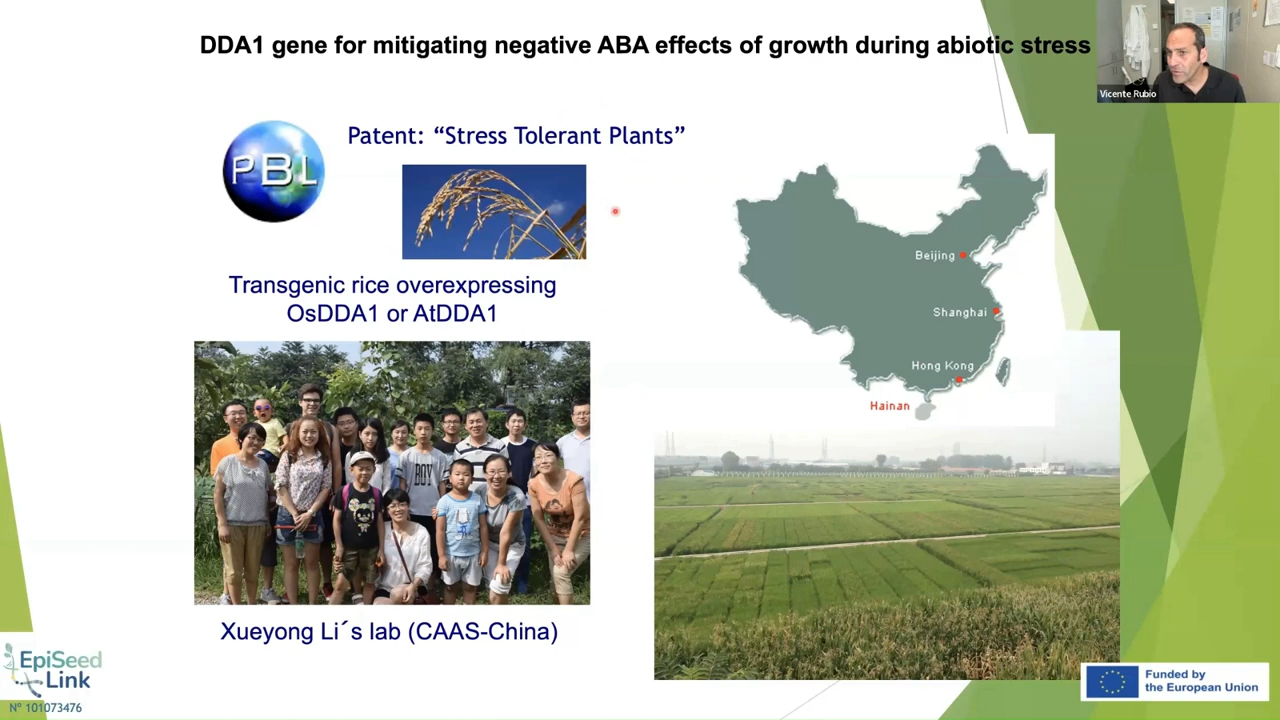 DDA1 gene for mitigating negative ABA effects of growth during abiotic stress
Vicente Rubio
PBL
Patent: “Stress Tolerant Plants”
Transgenic rice overexpressing
OsDDA1 or AtDDA1
Beijing
Shanghai
Hong Kong
Hainan
BOY
Xueyong Li´s lab (CAAS-China)
EpiSeed
Link
Nº 101073476
Funded by
the European Union